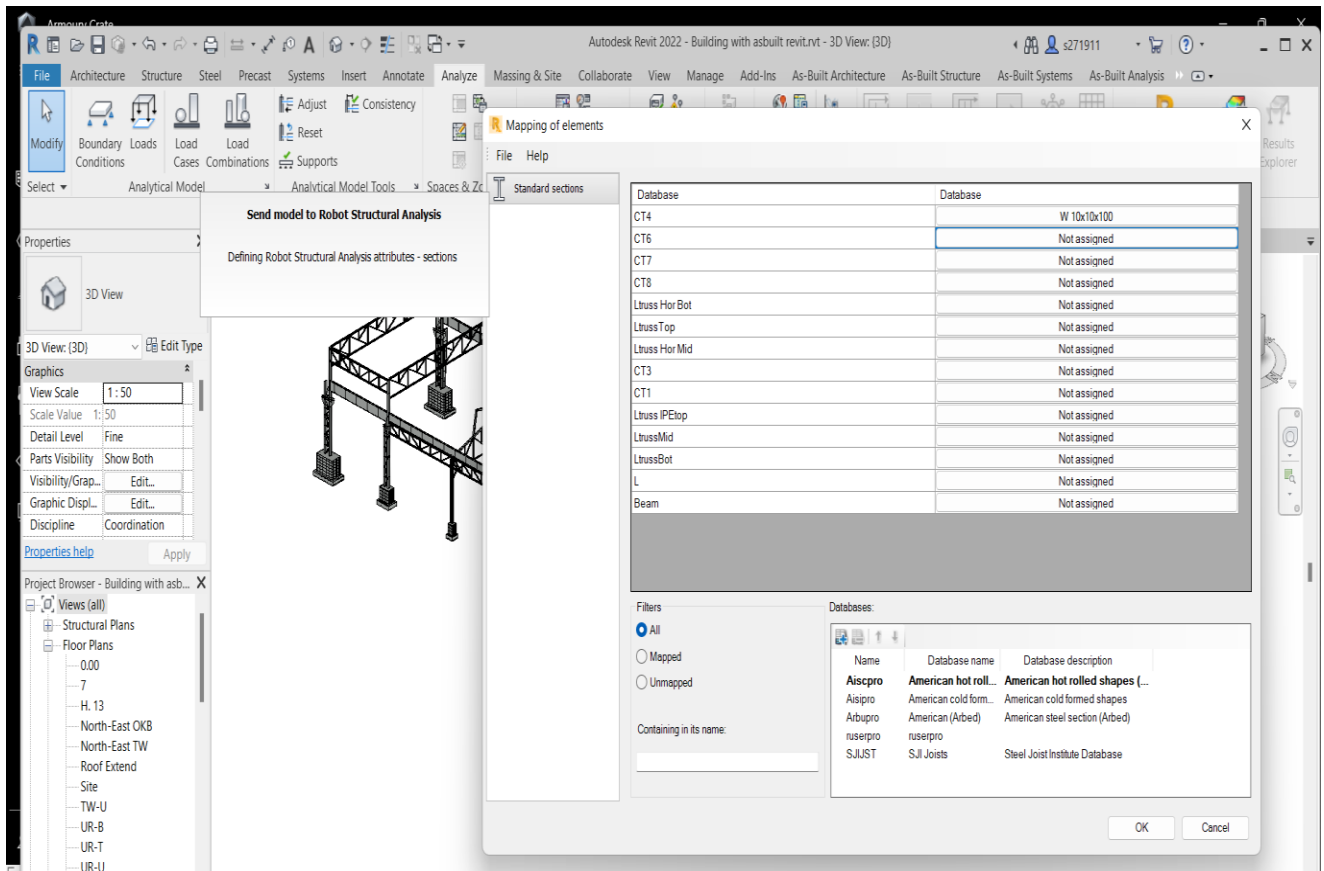 Armoury Crate
Autodesk Revit 2022 - Building with asbuilt revit.rvt - 3D View: {3D}
s271911
File Architecture Structure Steel Precast Systems Insert Annotate Analyze Massing & Site Collaborate View Manage Add-Ins As-Built Architecture As-Built Structure As-Built Systems As-Built Analysis
Modify
Boundary Conditions
Loads
Load Cases
Load Combinations
Adjust
Consistency
Reset
Supports
Results Explorer
Select
Analytical Model
Analytical Model Tools
Spaces & Zo
Send model to Robot Structural Analysis
Defining Robot Structural Analysis attributes - sections
Properties
3D View
3D View: {3D}
Edit Type
Graphics
View Scale 1 : 50
Scale Value 1: 50
Detail Level Fine
Parts Visibility Show Both
Visibility/Grap... Edit...
Graphic Displ... Edit...
Discipline Coordination
Properties help
Apply
Project Browser - Building with asb...
Views (all)
Structural Plans
Floor Plans
0.00
7
H. 13
North-East OKB
North-East TW
Roof Extend
Site
TW-U
UR-B
UR-T
UR-U
Mapping of elements
File Help
Standard sections
Database Database
CT4 W 10x10x100
CT6 Not assigned
CT7 Not assigned
CT8 Not assigned
Ltruss Hor Bot Not assigned
LtrussTop Not assigned
Ltruss Hor Mid Not assigned
CT3 Not assigned
CT1 Not assigned
Ltruss IPEtop Not assigned
LtrussMid Not assigned
LtrussBot Not assigned
L Not assigned
Beam Not assigned
Filters
All
Mapped
Unmapped
Containing in its name:
Databases:
Name Database name Database description
Aiscpro American hot roll... American hot rolled shapes (...
Aisipro American cold form... American cold formed shapes
Arbupro American (Arbed) American steel section (Arbed)
ruserpro ruserpro
SJIJST SJI Joists Steel Joist Institute Database
OK Cancel